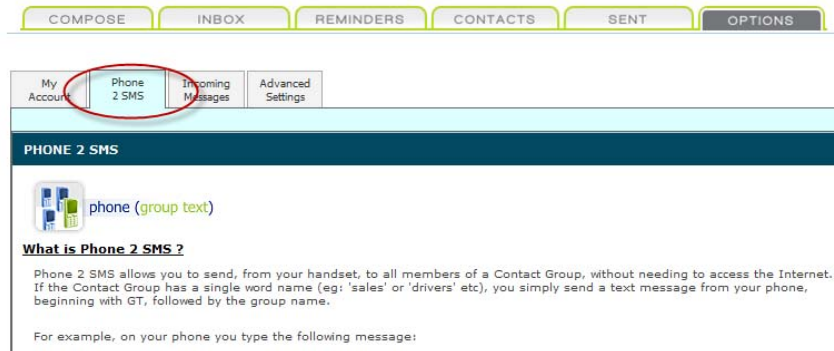 COMPOSE INBOX REMINDERS CONTACTS SENT OPTIONS
My Account Phone 2 SMS Incoming Messages Advanced Settings
PHONE 2 SMS
phone (group text)
What is Phone 2 SMS ?
Phone 2 SMS allows you to send, from your handset, to all members of a Contact Group, without needing to access the Internet.
If the Contact Group has a single word name (eg: 'sales' or 'drivers' etc), you simply send a text message from your phone,
beginning with GT, followed by the group name.
For example, on your phone you type the following message: